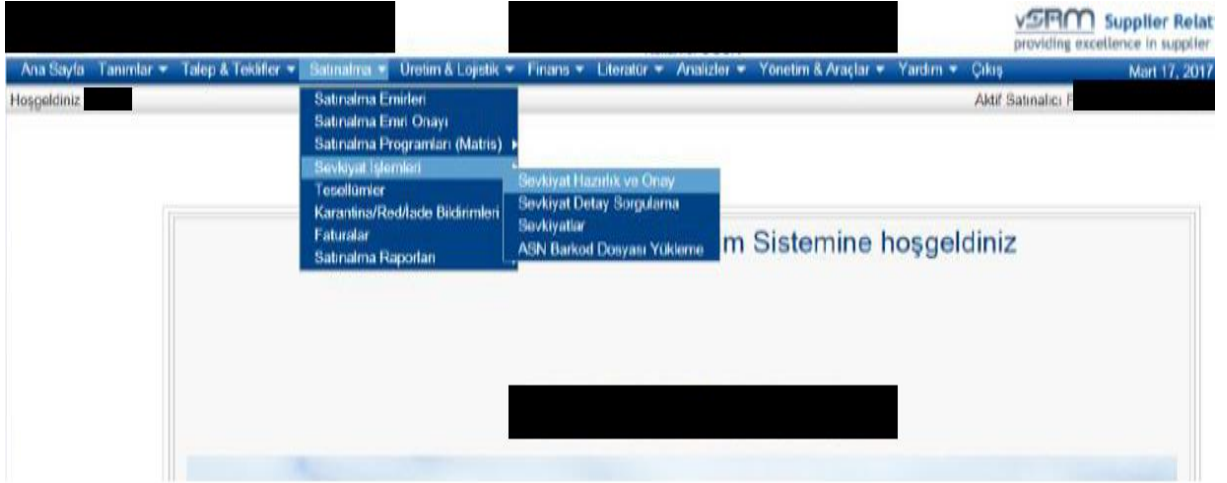 vSRM Supplier Relat
providing excellence in supplier
Ana Sayfa Tanımlar Talep & Teklifler Satınalma Üretim & Lojistik Finans Literatür Analizler Yönetim & Araçlar Yardım Çıkış Mart 17, 2017
Hoşgeldiniz Aktif Satınalıcı
Satınalma Emirleri
Satınalma Emri Onayı
Satınalma Programları (Matris)
Sevkiyat İşlemleri
Tesellümler
Karantina/Red/İade Bildirimleri
Faturalar
Satınalma Raporları
Sevkiyat Hazırlık ve Onay
Sevkiyat Detay Sorgulama
Sevkiyatlar
ASN Barkod Dosyası Yükleme
m Sistemine hoşgeldiniz